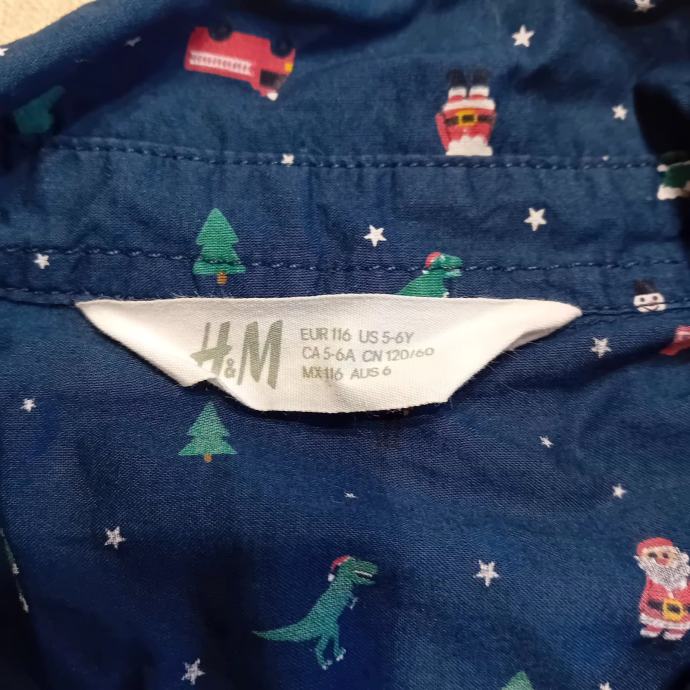 H&M
EUR 116 US 5-6Y
CA 5-6A CN 120/60
MX 116 AUS 6